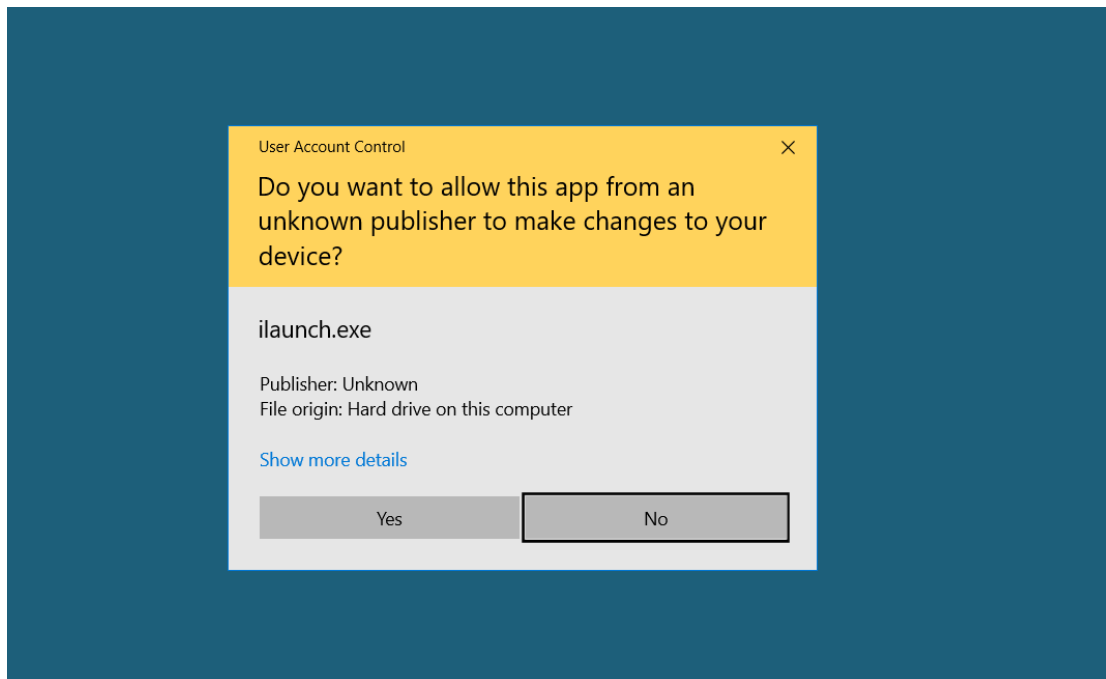 User Account Control
Do you want to allow this app from an
unknown publisher to make changes to your
device?
ilaunch.exe
Publisher: Unknown
File origin: Hard drive on this computer
Show more details
Yes
No